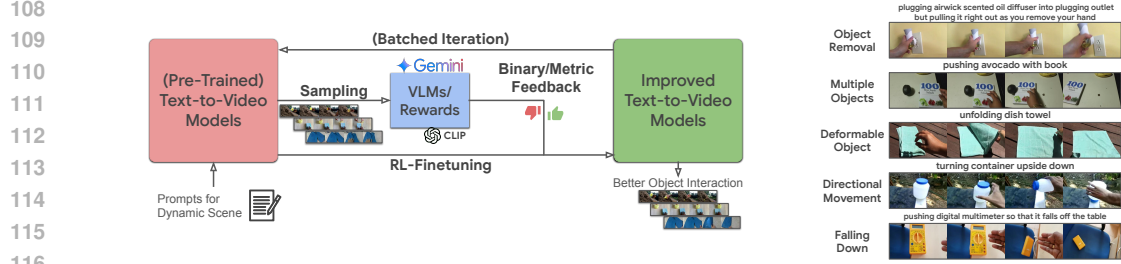 108
109
110
111
112
113
114
115
116
(Batched Iteration)
(Pre-Trained)
Text-to-Video
Models
Sampling
Gemini
VLMs/
Rewards
CLIP
Binary/Metric
Feedback
Improved
Text-to-Video
Models
RL-Finetuning
Prompts for
Dynamic Scene
Better Object Interaction
plugging airwick scented oil diffuser into plugging outlet
but pulling it right out as you remove your hand
Object
Removal
pushing avocado with book
Multiple
Objects
100
100
100
unfolding dish towel
Deformable
Object
turning container upside down
Directional
Movement
pushing digital multimeter so that it falls off the table
Falling
Down